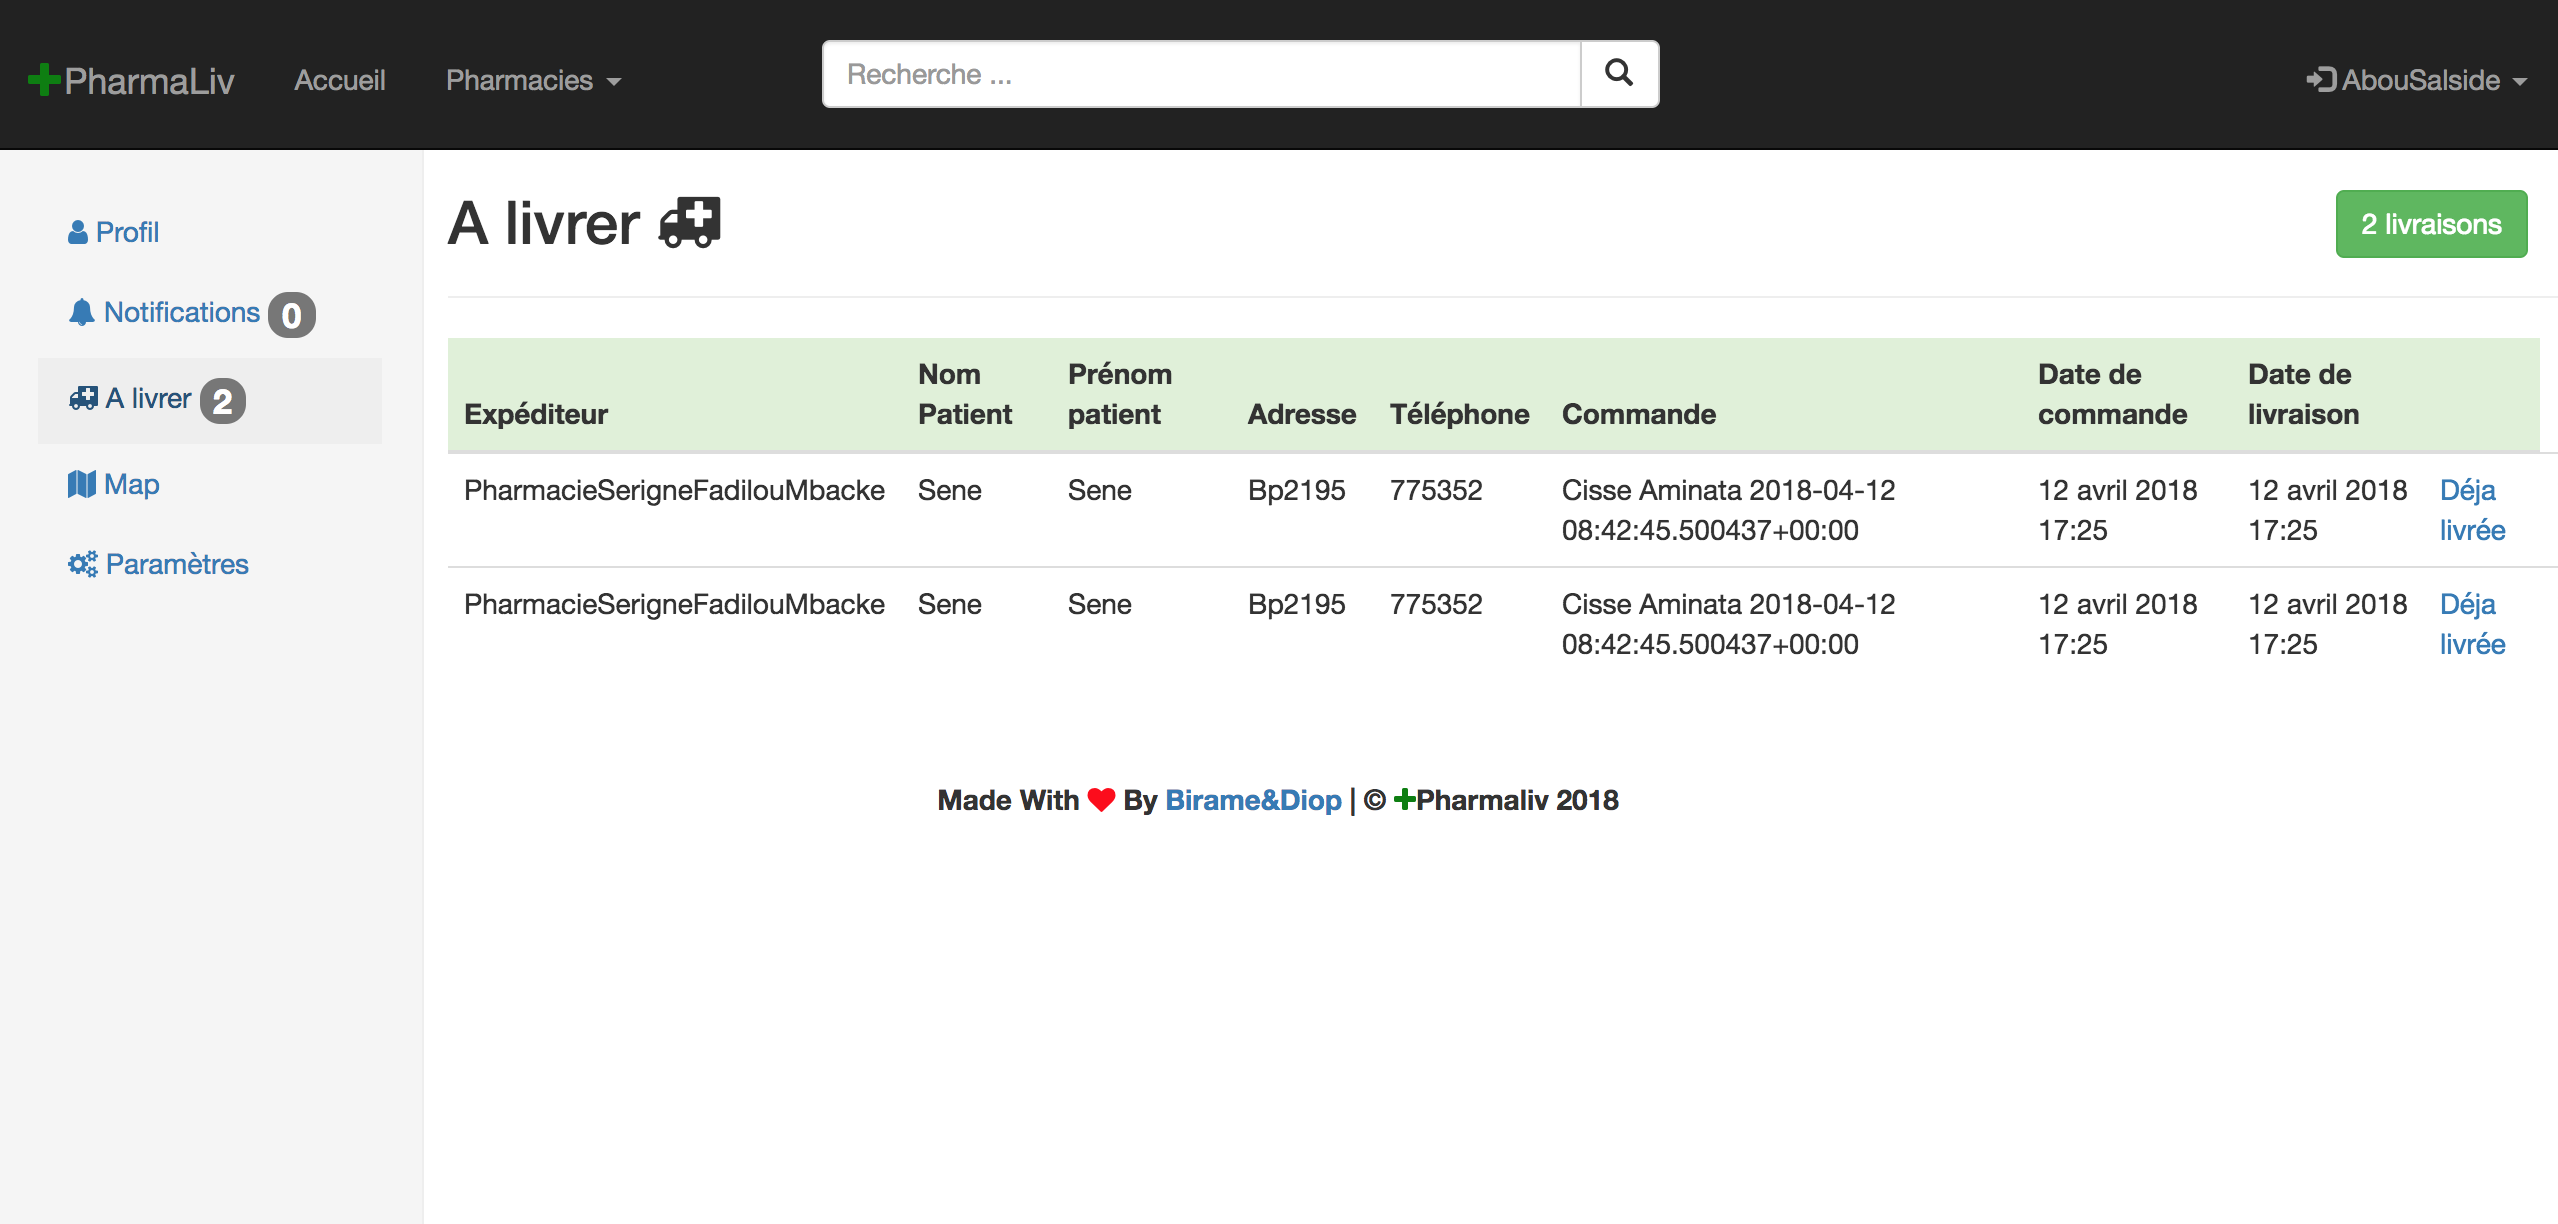 PharmaLiv Accueil Pharmacies Recherche ... AbouSalside
Profil
Notifications 0
A livrer 2
Map
Paramètres
A livrer
2 livraisons
Expéditeur Nom Patient Prénom patient Adresse Téléphone Commande Date de commande Date de livraison
PharmacieSerigneFadilouMbacke Sene Sene Bp2195 775352 Cisse Aminata 2018-04-12 08:42:45.500437+00:00 12 avril 2018 17:25 12 avril 2018 17:25 Déja livrée
PharmacieSerigneFadilouMbacke Sene Sene Bp2195 775352 Cisse Aminata 2018-04-12 08:42:45.500437+00:00 12 avril 2018 17:25 12 avril 2018 17:25 Déja livrée
Made With By Birame&Diop | © Pharmaliv 2018